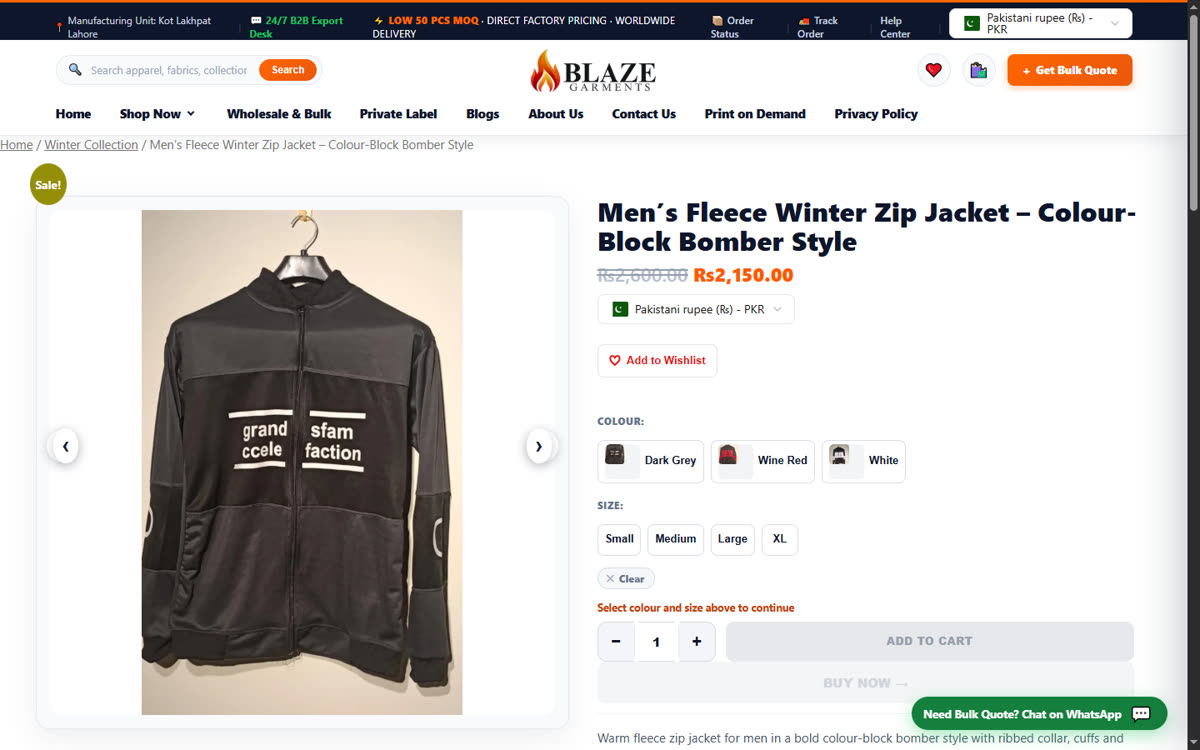 Manufacturing Unit: Kot Lakhpat
Lahore
24/7 B2B Export
Desk
LOW 50 PCS MOQ · DIRECT FACTORY PRICING · WORLDWIDE
DELIVERY
Order
Status
Track
Order
Help
Center
Pakistani rupee (₨) -
PKR
Search apparel, fabrics, collection
Search
BLAZE
GARMENTS
+ Get Bulk Quote
Home
Shop Now
Wholesale & Bulk
Private Label
Blogs
About Us
Contact Us
Print on Demand
Privacy Policy
Home / Winter Collection / Men's Fleece Winter Zip Jacket – Colour-Block Bomber Style
Sale!
grand sfam
ccele faction
Men's Fleece Winter Zip Jacket – Colour-
Block Bomber Style
₨2,600.00 ₨2,150.00
Pakistani rupee (₨) - PKR
Add to Wishlist
COLOUR:
Dark Grey
Wine Red
White
SIZE:
Small
Medium
Large
XL
× Clear
Select colour and size above to continue
− 1 +
ADD TO CART
BUY NOW →
Need Bulk Quote? Chat on WhatsApp
Warm fleece zip jacket for men in a bold colour-block bomber style with ribbed collar, cuffs and